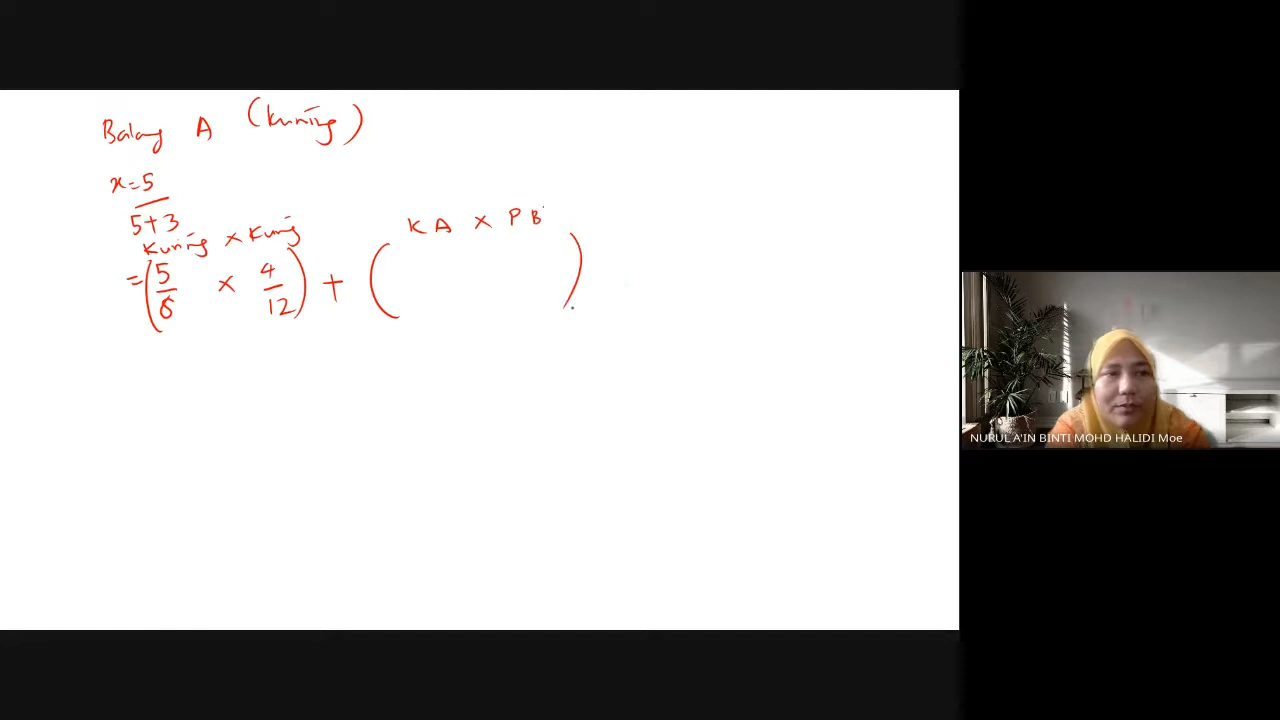 Balang A (Kuning)
x=5
5+3
Kuning × Kuning
KA × PB
= (5/8 × 4/12) + ( )
NURUL A'IN BINTI MOHD HALIDI Moe